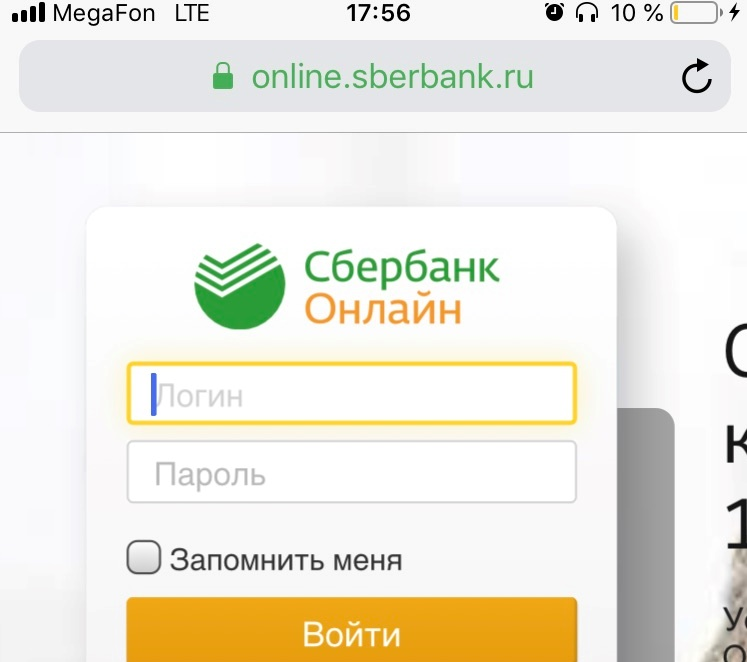 MegaFon LTE 17:56 10 %
online.sberbank.ru
Сбербанк
Онлайн
Логин
Пароль
Запомнить меня
Войти